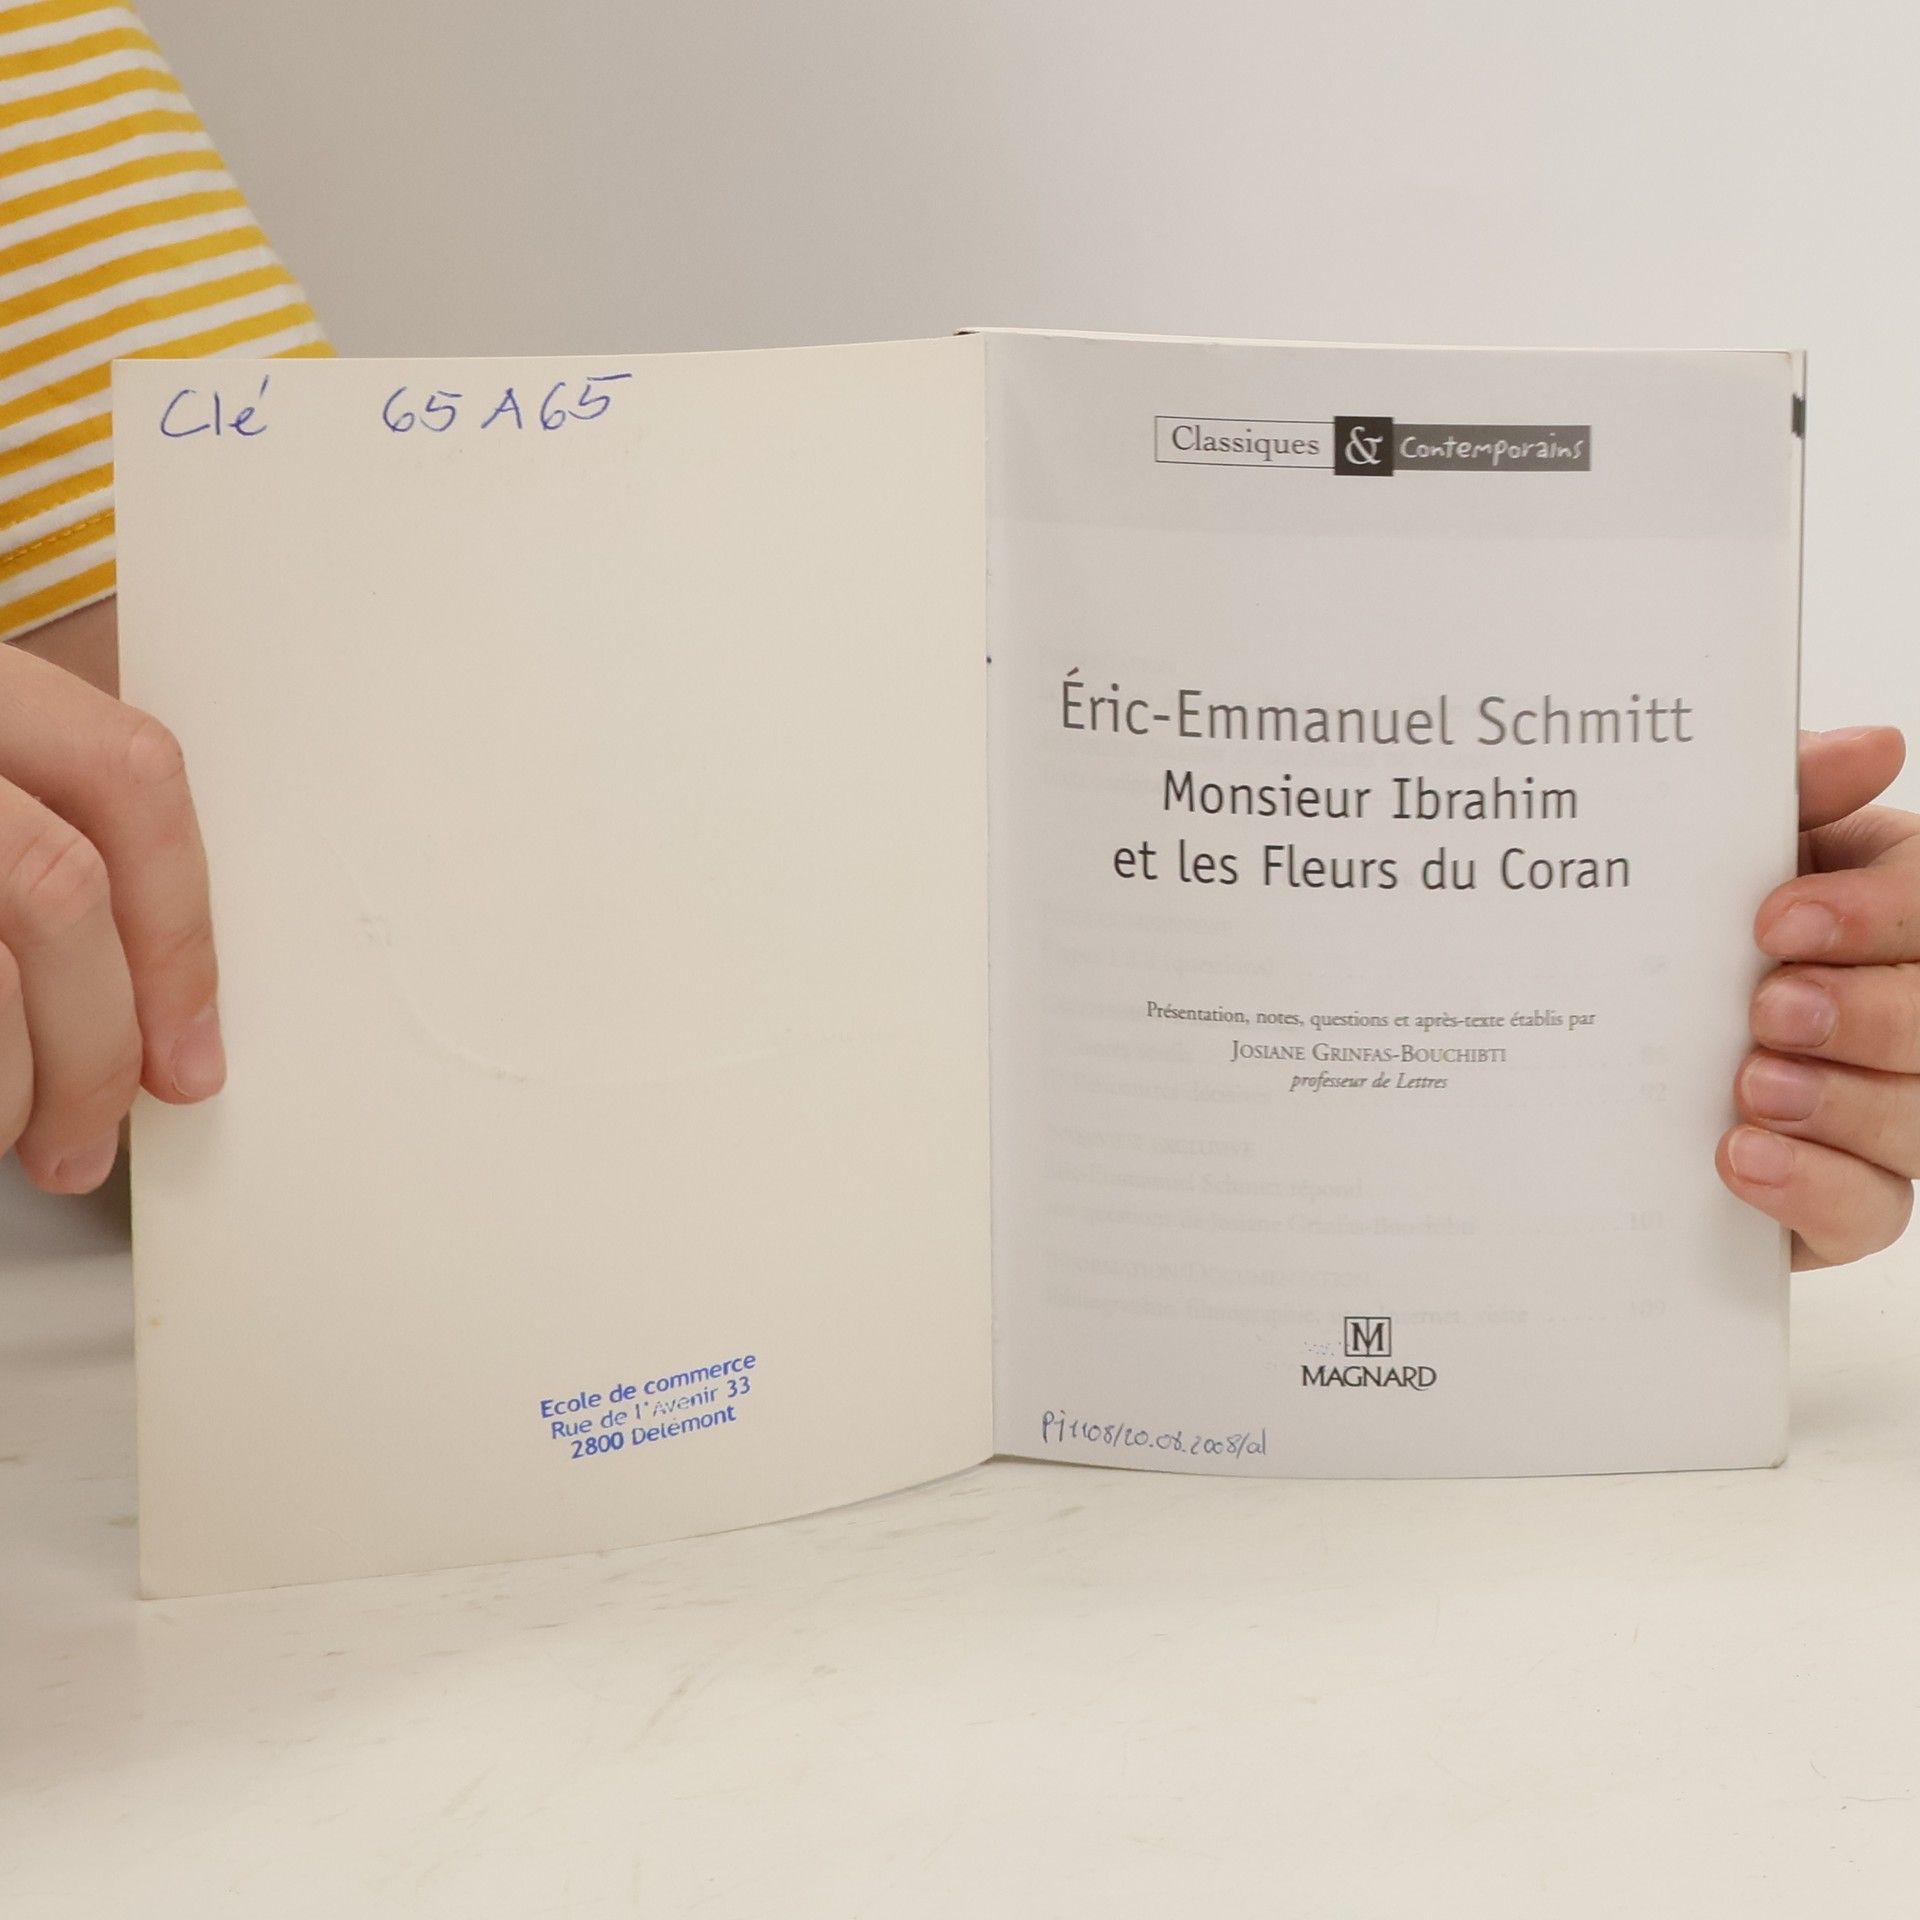 Clé 65 A 65
Ecole de commerce
Rue de l'Avenir 33
2800 Delémont
Classiques & Contemporains
Éric-Emmanuel Schmitt
Monsieur Ibrahim
et les Fleurs du Coran
Présentation, notes, questions et après-texte établis par
JOSIANE GRINFAS-BOUCHIBTI
professeur de Lettres
M
MAGNARD
Pi1108/20.08.2008/al